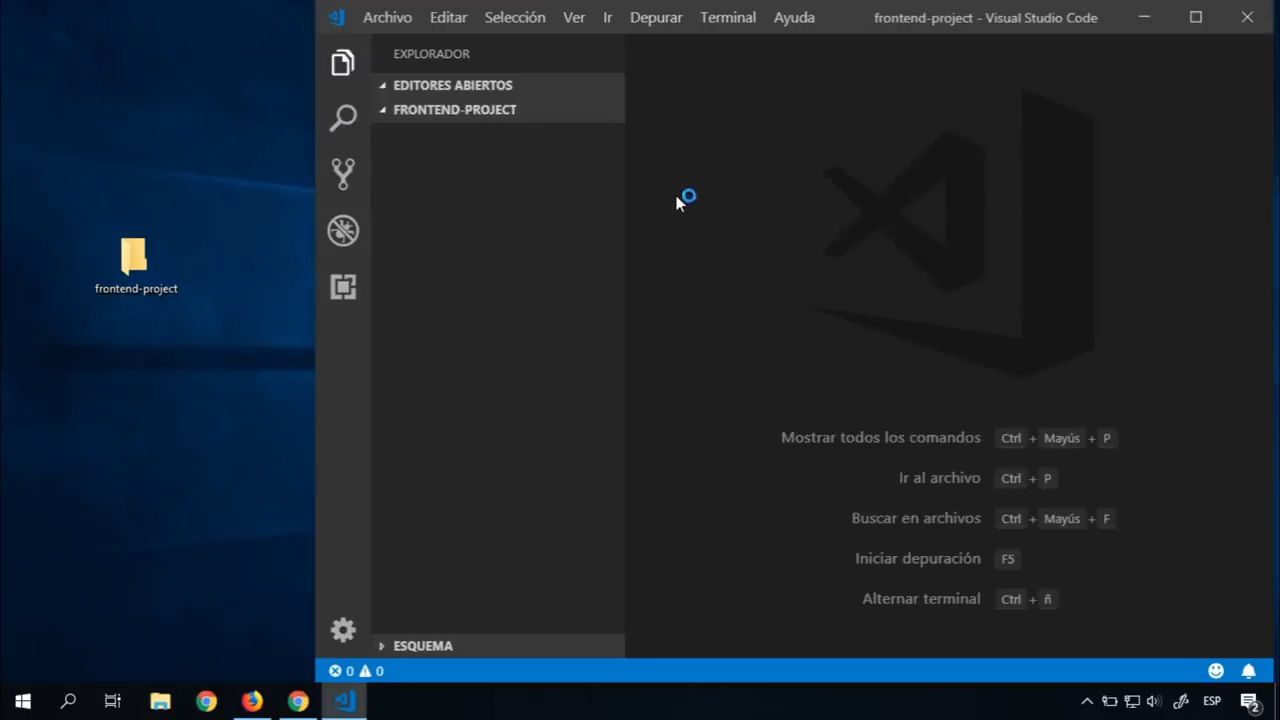 Archivo Editar Selección Ver Ir Depurar Terminal Ayuda frontend-project - Visual Studio Code
EXPLORADOR
EDITORES ABIERTOS
FRONTEND-PROJECT
frontend-project
Mostrar todos los comandos Ctrl + Mayús + P
Ir al archivo Ctrl + P
Buscar en archivos Ctrl + Mayús + F
Iniciar depuración F5
Alternar terminal Ctrl + ñ
ESQUEMA
0 0
ESP 2